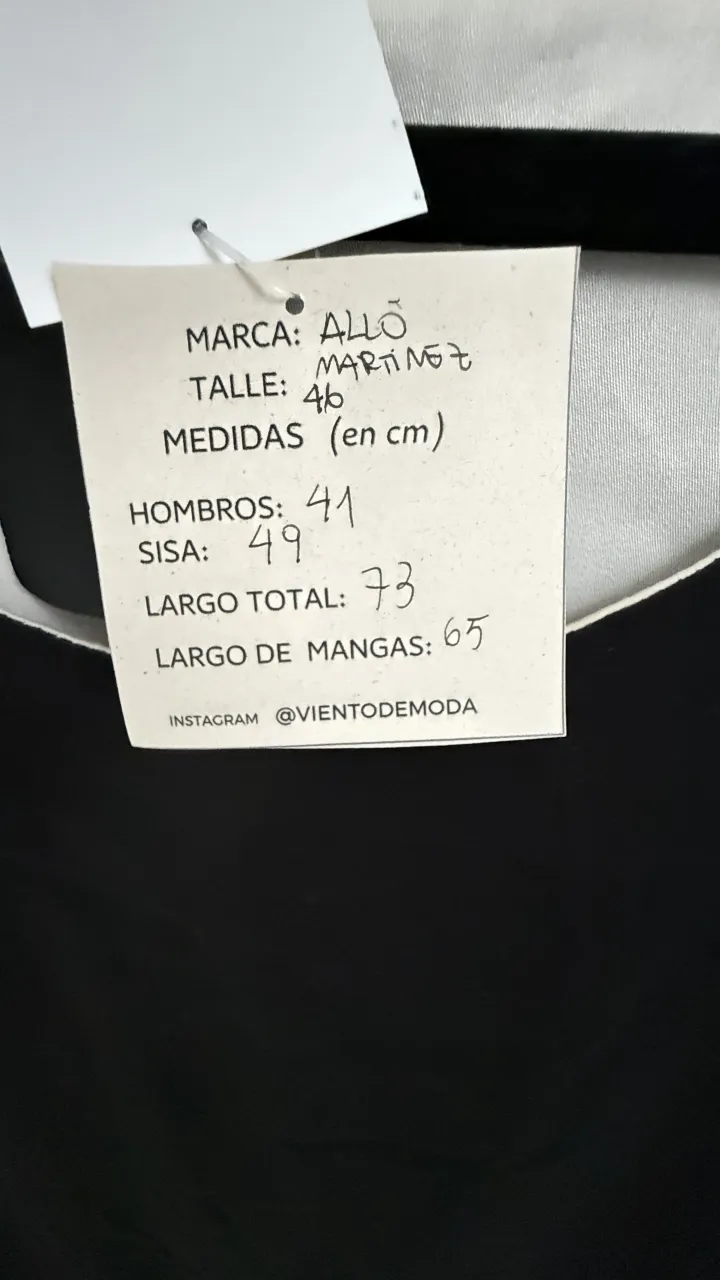 MARCA: ALLÓ
MARTINEZ
TALLE: 46
MEDIDAS (en cm)
HOMBROS: 41
SISA: 49
LARGO TOTAL: 73
LARGO DE MANGAS: 65
INSTAGRAM @VIENTODEMODA